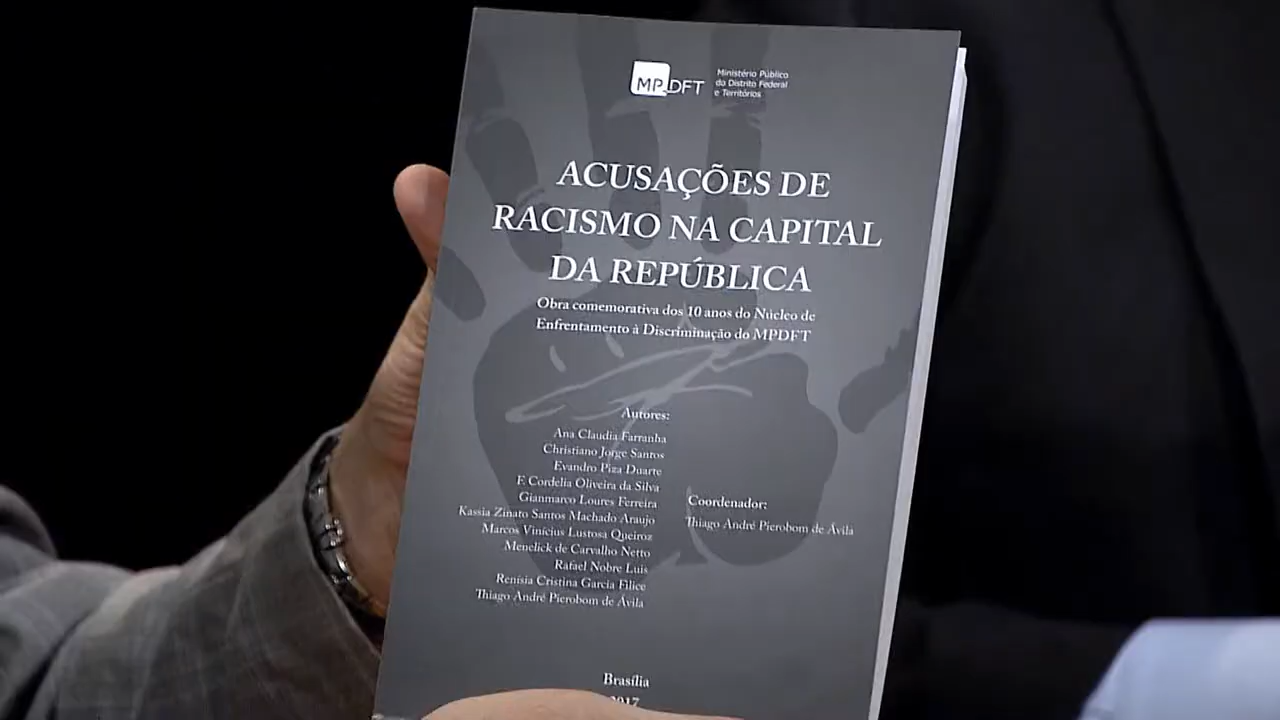 MPDFT
Ministério Público
do Distrito Federal
e Territórios
ACUSAÇÕES DE
RACISMO NA CAPITAL
DA REPÚBLICA
Obra comemorativa dos 10 anos do Núcleo de
Enfrentamento à Discriminação do MPDFT
Autores:
Ana Claudia Farranha
Christiano Jorge Santos
Evandro Piza Duarte
F. Cordelia Oliveira da Silva
Gianmarco Loures Ferreira
Kassia Zinato Santos Machado Araujo
Marcos Vinícius Lustosa Queiroz
Menelick de Carvalho Netto
Rafael Nobre Luis
Renísia Cristina Garcia Filice
Thiago André Pierobom de Ávila
Coordenador:
Thiago André Pierobom de Ávila
Brasília
2017